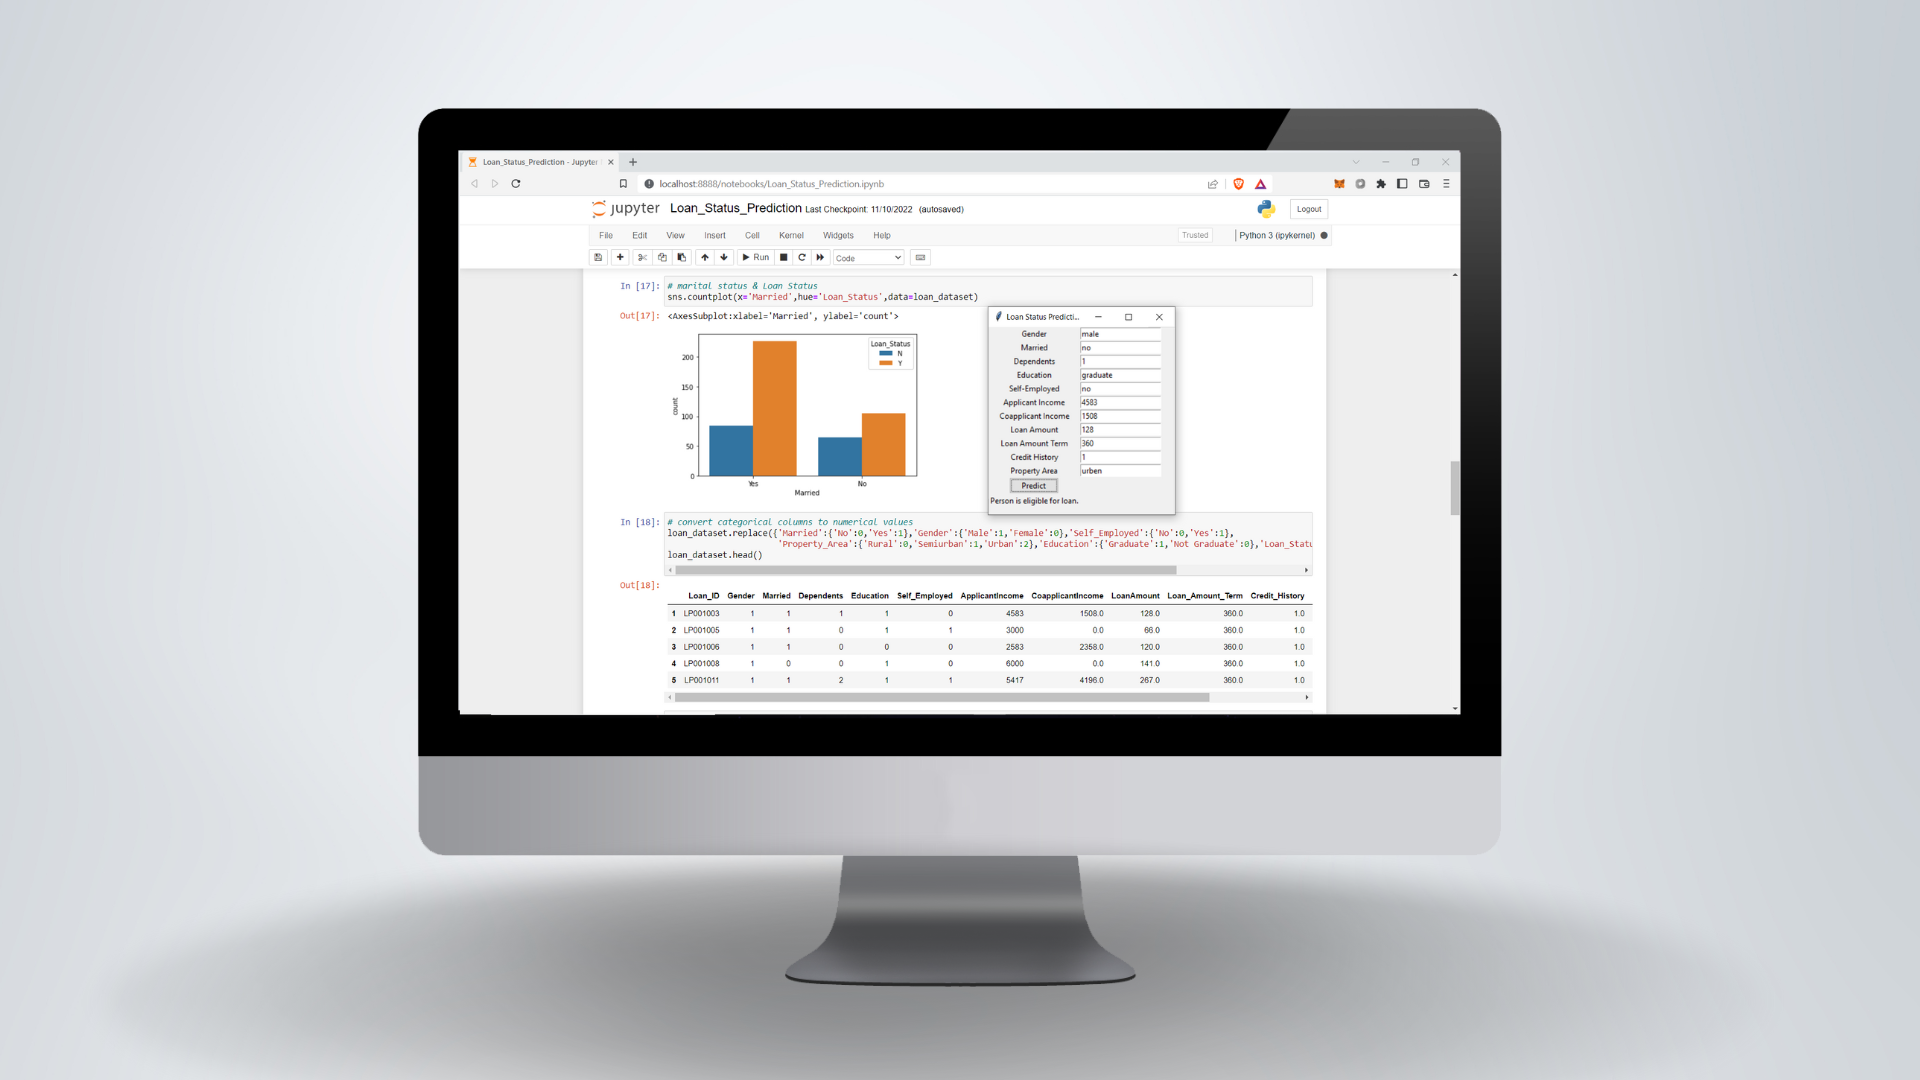 Loan_Status_Prediction - Jupyter
localhost:8888/notebooks/Loan_Status_Prediction.ipynb
jupyter Loan_Status_Prediction Last Checkpoint: 11/10/2022 (autosaved)
Logout
File Edit View Insert Cell Kernel Widgets Help
Trusted
Python 3 (ipykernel)
Run
Code
In [17]: # marital status & Loan Status
sns.countplot(x='Married',hue='Loan_Status',data=loan_dataset)
Out[17]: <AxesSubplot:xlabel='Married', ylabel='count'>
Loan_Status
N
Y
200
150
100
50
0
count
Yes No
Married
Loan Status Predicti...
Gender male
Married no
Dependents 1
Education graduate
Self-Employed no
Applicant Income 4583
Coapplicant Income 1508
Loan Amount 128
Loan Amount Term 360
Credit History 1
Property Area urben
Predict
Person is eligible for loan.
In [18]: # convert categorical columns to numerical values
loan_dataset.replace({'Married':{'No':0,'Yes':1},'Gender':{'Male':1,'Female':0},'Self_Employed':{'No':0,'Yes':1},
'Property_Area':{'Rural':0,'Semiurban':1,'Urban':2},'Education':{'Graduate':1,'Not Graduate':0},'Loan_Statu
loan_dataset.head()
Out[18]:
Loan_ID Gender Married Dependents Education Self_Employed ApplicantIncome CoapplicantIncome LoanAmount Loan_Amount_Term Credit_History
1 LP001003 1 1 1 1 0 4583 1508.0 128.0 360.0 1.0
2 LP001005 1 1 0 1 1 3000 0.0 66.0 360.0 1.0
3 LP001006 1 1 0 0 0 2583 2358.0 120.0 360.0 1.0
4 LP001008 1 0 0 1 0 6000 0.0 141.0 360.0 1.0
5 LP001011 1 1 2 1 1 5417 4196.0 267.0 360.0 1.0